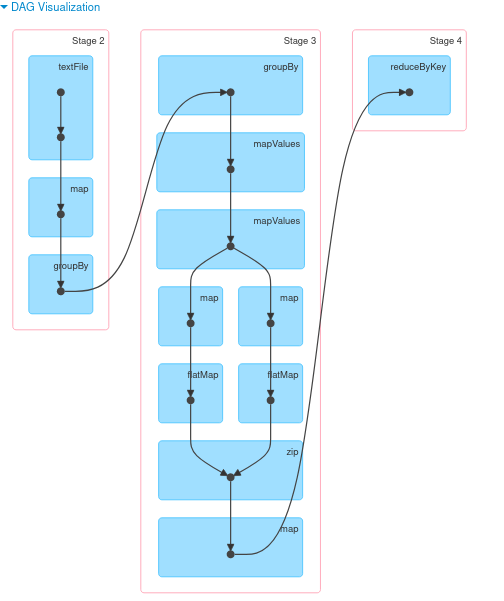 DAG Visualization
Stage 2
textFile
map
groupBy
Stage 3
groupBy
mapValues
mapValues
map map
flatMap flatMap
zip
map
Stage 4
reduceByKey